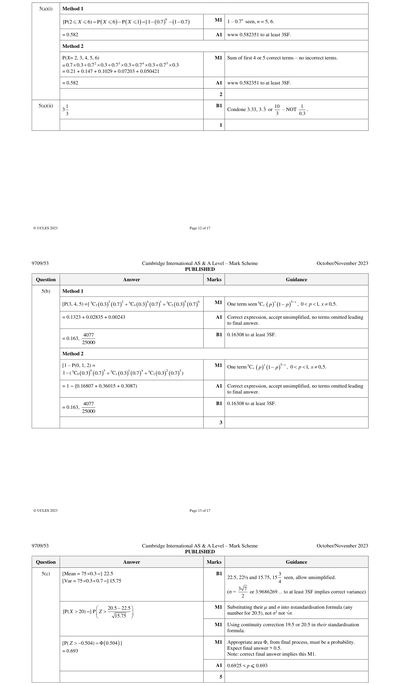 5(a)(i) Method 1
[P(2 ⩽ X ⩽ 6) = P(X ⩽ 6) – P(X ⩽ 1) =] 1 – (0.7)⁶ – (1 – 0.7) M1 1 – 0.7ⁿ seen, n = 5, 6.
= 0.582 A1 www 0.582351 to at least 3SF.
Method 2
P(X= 2, 3, 4, 5, 6) M1 Sum of first 4 or 5 correct terms – no incorrect terms.
= 0.7×0.3 + 0.7²×0.3 + 0.7³×0.3 + 0.7⁴×0.3 + 0.7⁵×0.3
= 0.21 + 0.147 + 0.1029 + 0.07203 + 0.050421
= 0.582 A1 www 0.582351 to at least 3SF.
2
5(a)(ii) 3 1/3 B1 Condone 3.33, 3.3̇ or 10/3 – NOT 1/0.3.
1
© UCLES 2023 Page 12 of 17
9709/53 Cambridge International AS & A Level – Mark Scheme October/November 2023
PUBLISHED
Question Answer Marks Guidance
5(b) Method 1
[P(3, 4, 5) =] ⁵C₃(0.3)³(0.7)² + ⁵C₄(0.3)⁴(0.7)¹ + ⁵C₅(0.3)⁵(0.7)⁰ M1 One term seen ⁵Cₓ (p)ˣ(1–p)⁵⁻ˣ, 0 < p < 1, x ≠ 0.5.
= 0.1323 + 0.02835 + 0.00243 A1 Correct expression, accept unsimplified, no terms omitted leading
to final answer.
= 0.163, 4077/25000 B1 0.16308 to at least 3SF.
Method 2
[1 – P(0, 1, 2) = M1 One term ⁵Cₓ (p)ˣ(1–p)⁵⁻ˣ, 0 < p < 1, x ≠ 0.5.
1 – (⁵C₀(0.3)⁰(0.7)⁵ + ⁵C₁(0.3)¹(0.7)⁴ + ⁵C₂(0.3)²(0.7)³)
= 1 – (0.16807 + 0.36015 + 0.3087) A1 Correct expression, accept unsimplified, no terms omitted leading
to final answer.
= 0.163, 4077/25000 B1 0.16308 to at least 3SF.
3
© UCLES 2023 Page 13 of 17
9709/53 Cambridge International AS & A Level – Mark Scheme October/November 2023
PUBLISHED
Question Answer Marks Guidance
5(c) [Mean = 75×0.3 =] 22.5 B1 22.5, 22½ and 15.75, 15 3/4 seen, allow unsimplified.
[Var = 75×0.3×0.7 =] 15.75
(σ = 3√7/2 or 3.9686269… to at least 3SF implies correct variance)
[P(X > 20) =] P(Z > (20.5 – 22.5)/√15.75) M1 Substituting their μ and σ into ±standardisation formula (any
number for 20.5), not σ² not √σ.
M1 Using continuity correction 19.5 or 20.5 in their standardisation
formula.
[P(Z > –0.504) = Φ(0.504)] M1 Appropriate area Φ, from final process, must be a probability.
= 0.693 Expect final answer > 0.5.
Note: correct final answer implies this M1.
A1 0.6925 < p ⩽ 0.693
5